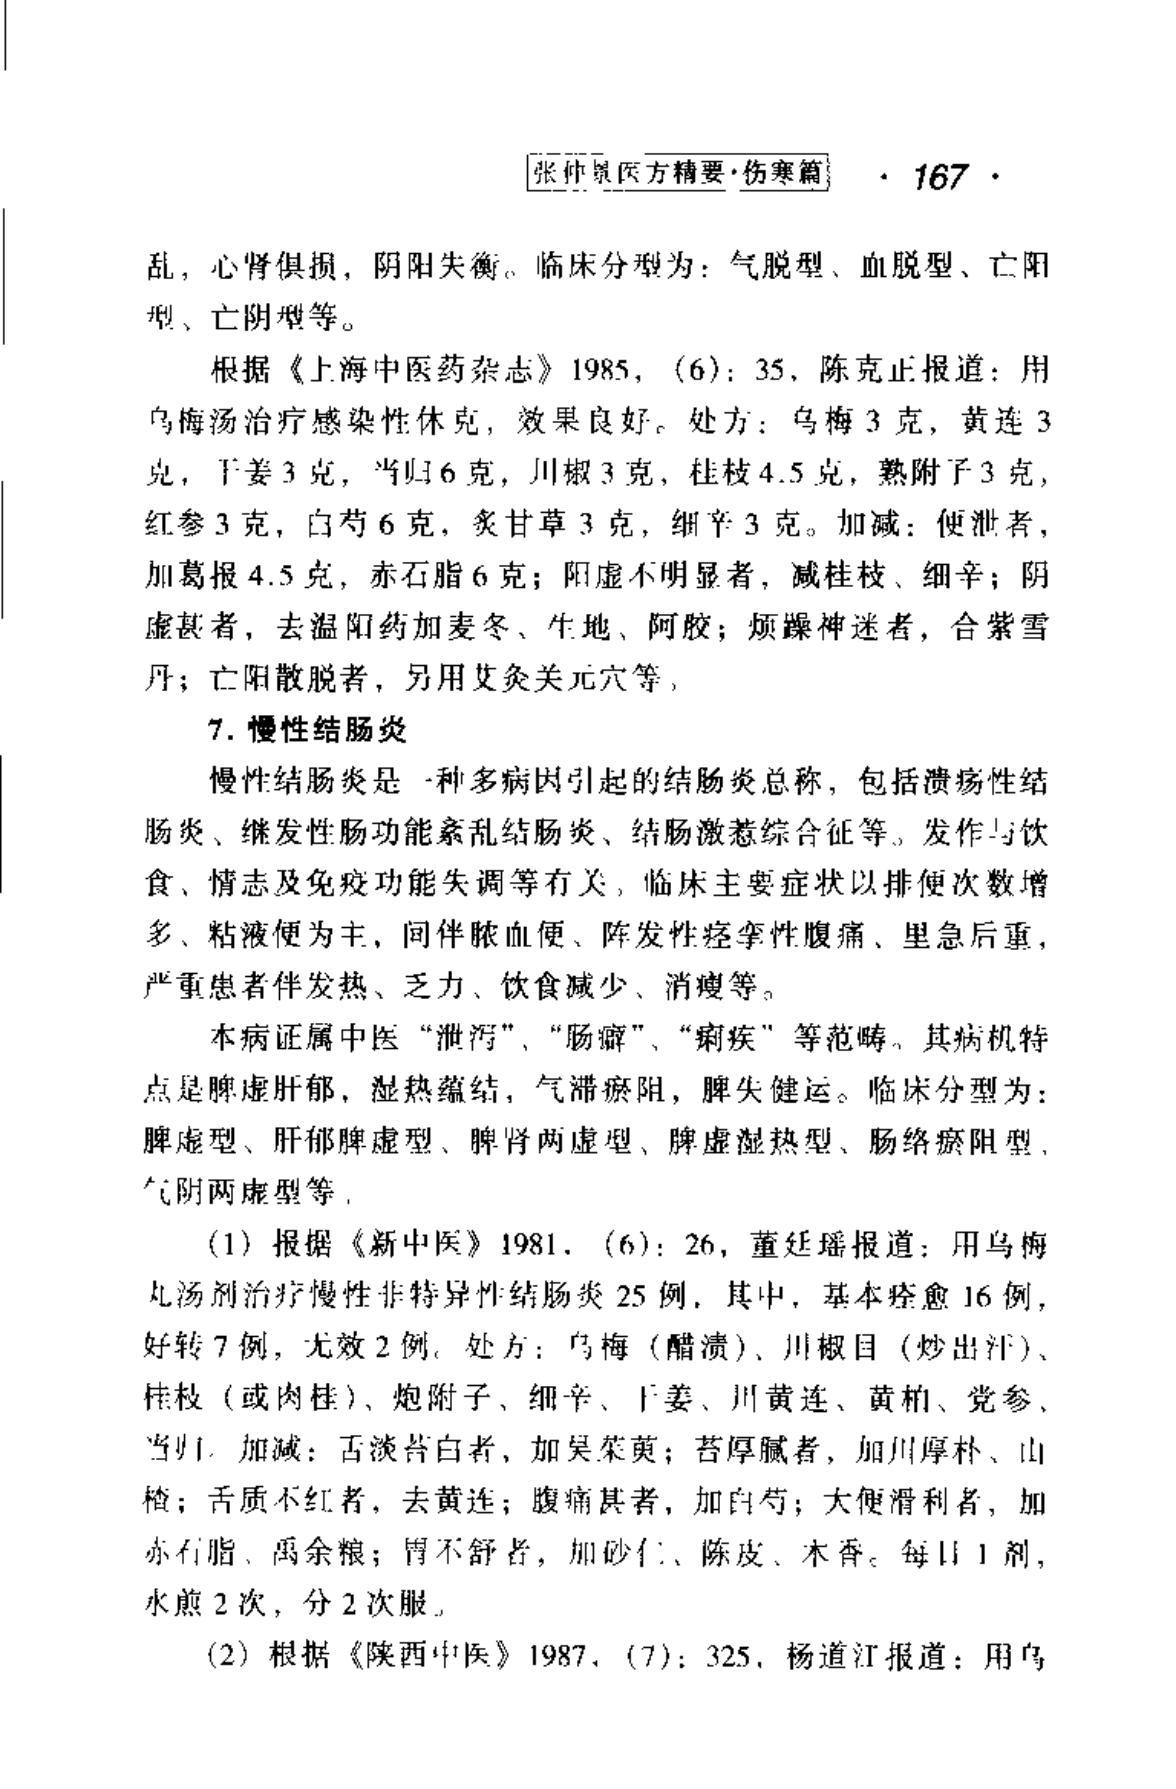 张仲景医方精要·伤寒篇 · 167 ·
乱，心肾俱损，阴阳失衡。临床分型为：气脱型、血脱型、亡阳
型、亡阴型等。
根据《上海中医药杂志》1985，（6）：35，陈克正报道：用
乌梅汤治疗感染性休克，效果良好。处方：乌梅3克，黄连3
克，干姜3克，当归6克，川椒3克，桂枝4.5克，熟附子3克，
红参3克，白芍6克，炙甘草3克，细辛3克。加减：便泄者，
加葛报4.5克，赤石脂6克；阳虚不明显者，减桂枝、细辛；阴
虚甚者，去温阳药加麦冬、生地、阿胶；烦躁神迷者，合紫雪
丹；亡阳散脱者，另用艾灸关元穴等。
7. 慢性结肠炎
慢性结肠炎是一种多病因引起的结肠炎总称，包括溃疡性结
肠炎、继发性肠功能紊乱结肠炎、结肠激惹综合征等。发作与饮
食、情志及免疫功能失调等有关。临床主要症状以排便次数增
多、粘液便为主，间伴脓血便、阵发性痉挛性腹痛、里急后重，
严重患者伴发热、乏力、饮食减少、消瘦等。
本病证属中医“泄泻”、“肠癖”、“痢疾”等范畴。其病机特
点是脾虚肝郁，湿热蕴结，气滞瘀阻，脾失健运。临床分型为：
脾虚型、肝郁脾虚型、脾肾两虚型、脾虚湿热型、肠络瘀阻型、
气阴两虚型等。
（1）报据《新中医》1981，（6）：26，董廷瑶报道：用乌梅
丸汤剂治疗慢性非特异性结肠炎25例，其中，基本痊愈16例，
好转7例，无效2例。处方：乌梅（醋渍）、川椒目（炒出汗）、
桂枝（或肉桂）、炮附子、细辛、干姜、川黄连、黄柏、党参、
当归。加减：舌淡苔白者，加吴茱萸；苔厚腻者，加川厚朴、山
楂；舌质不红者，去黄连；腹痛甚者，加白芍；大便滑利者，加
赤石脂、禹余粮；胃不舒者，加砂仁、陈皮、木香。每日1剂，
水煎2次，分2次服。
（2）根据《陕西中医》1987，（7）：325，杨道江报道：用乌